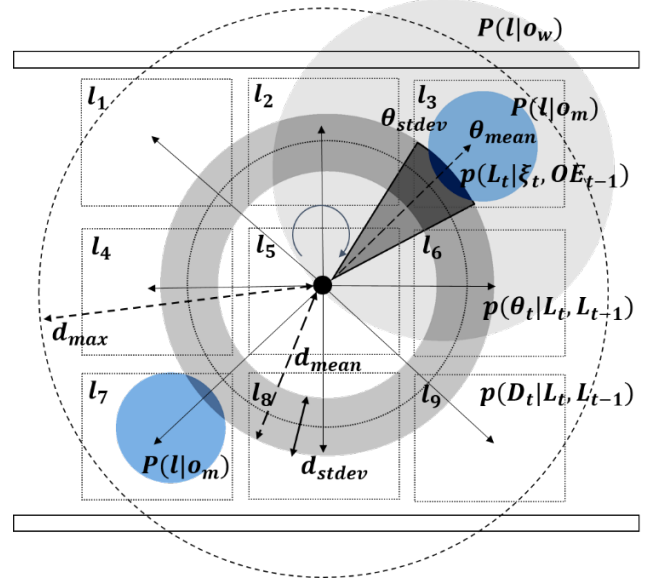 P(l|o_w)
l_1
l_2
l_3
P(l|o_m)
θ_stdev
θ_mean
p(L_t|ξ_t, OE_{t-1})
l_4
l_5
l_6
p(θ_t|L_t, L_{t-1})
d_max
d_mean
l_7
l_8
l_9
p(D_t|L_t, L_{t-1})
P(l|o_m)
d_stdev